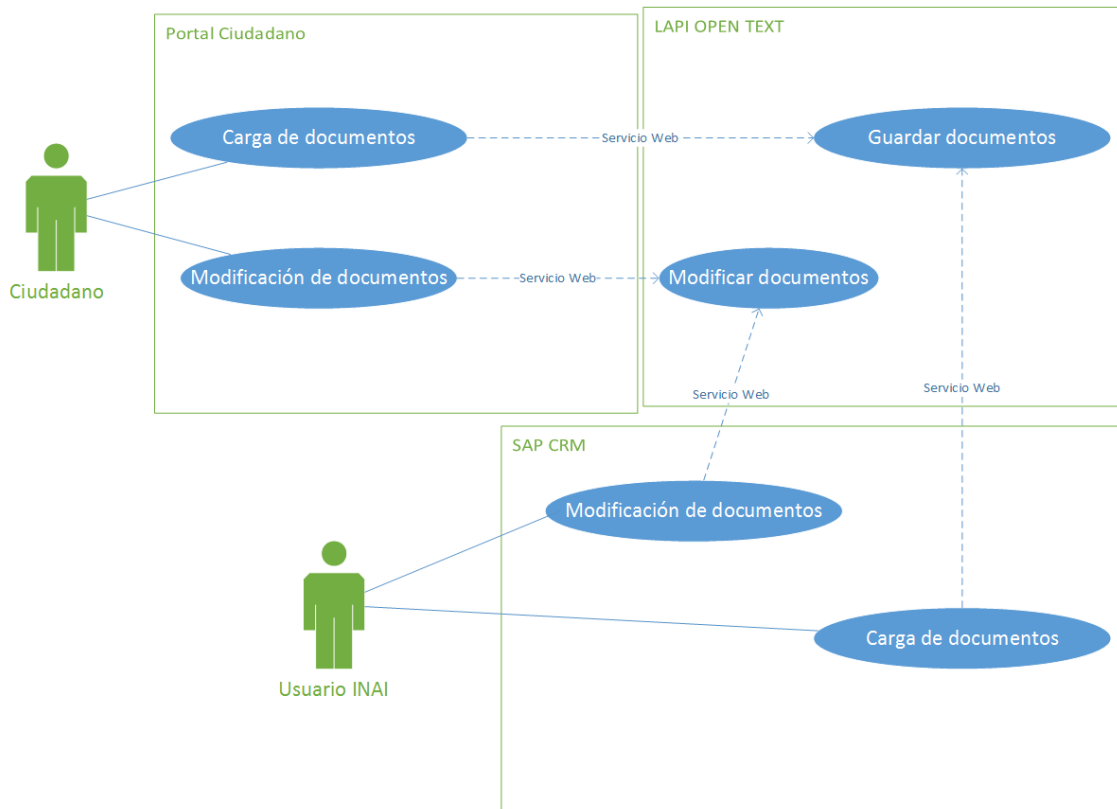 Portal Ciudadano
LAPI OPEN TEXT
Carga de documentos
Servicio Web
Guardar documentos
Ciudadano
Modificación de documentos
Servicio Web
Modificar documentos
Servicio Web
Servicio Web
SAP CRM
Modificación de documentos
Carga de documentos
Usuario INAI